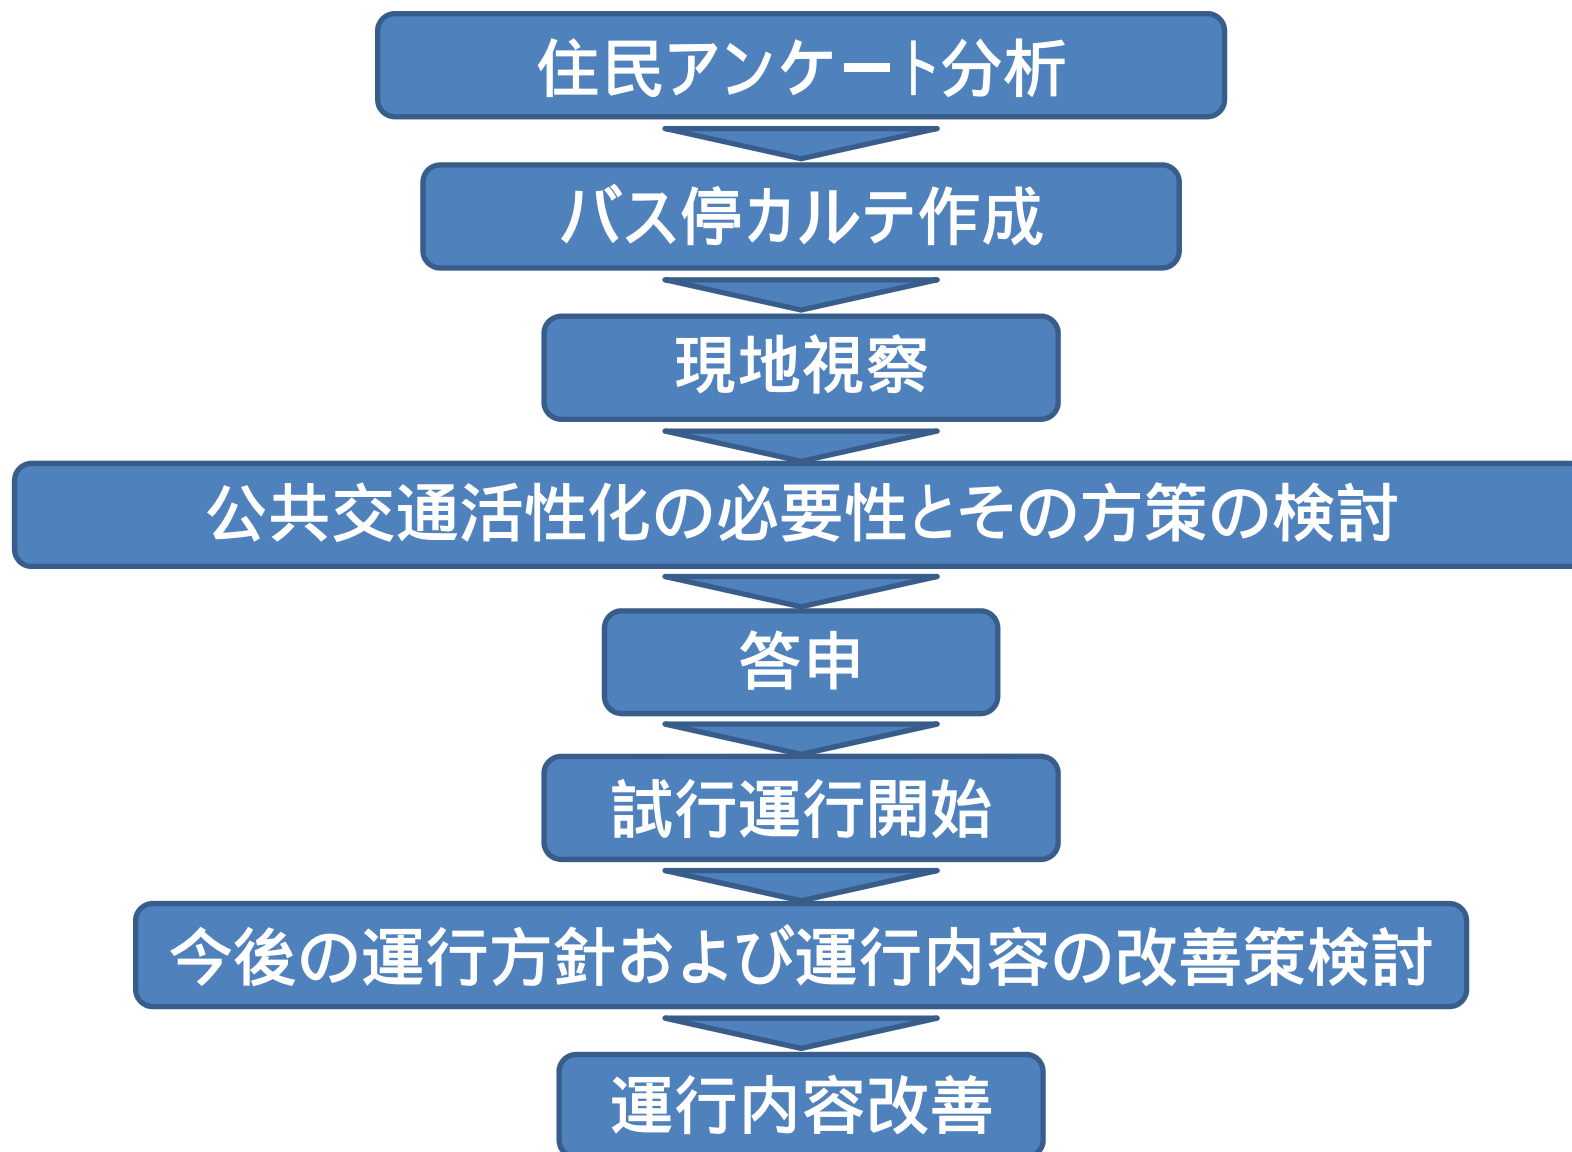 住民アンケート分析
バス停カルテ作成
現地視察
公共交通活性化の必要性とその方策の検討
答申
試行運行開始
今後の運行方針および運行内容の改善策検討
運行内容改善